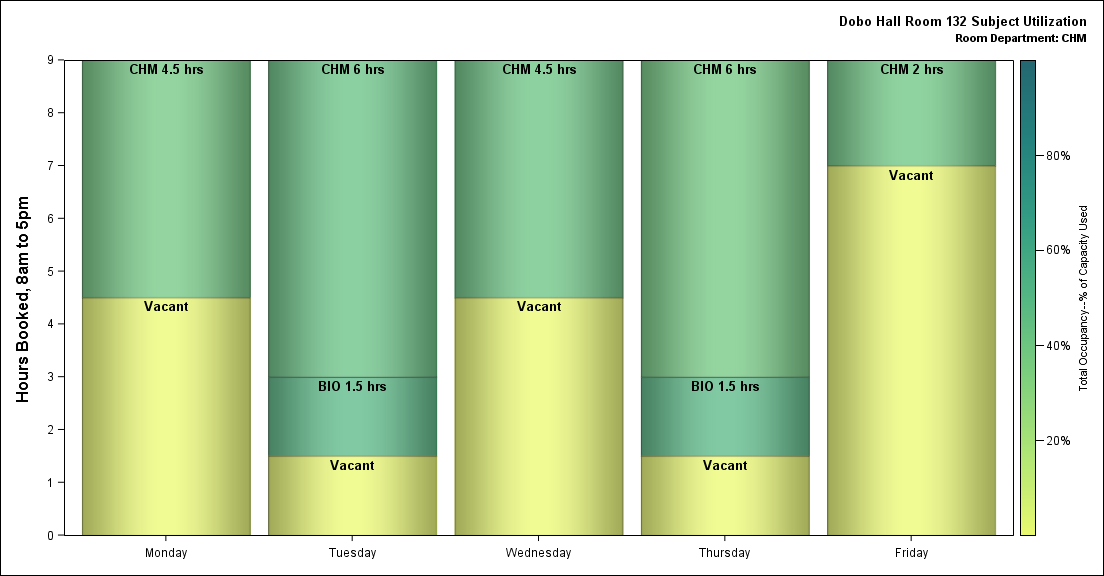 Dobo Hall Room 132 Subject Utilization
Room Department: CHM
Hours Booked, 8am to 5pm
9
8
7
6
5
4
3
2
1
0
CHM 4.5 hrs
Vacant
CHM 6 hrs
BIO 1.5 hrs
Vacant
CHM 4.5 hrs
Vacant
CHM 6 hrs
BIO 1.5 hrs
Vacant
CHM 2 hrs
Vacant
Monday
Tuesday
Wednesday
Thursday
Friday
80%
60%
40%
20%
Total Occupancy--% of Capacity Used